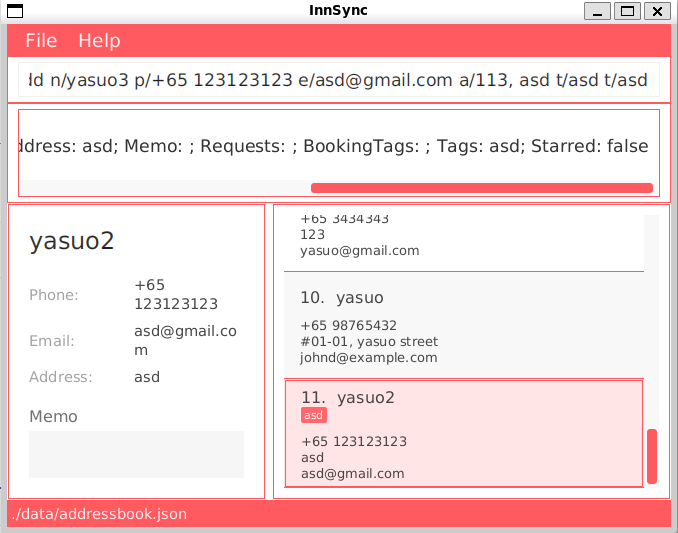 InnSync
File Help
dd n/yasuo3 p/+65 123123123 e/asd@gmail.com a/113, asd t/asd t/asd
ddress: asd; Memo: ; Requests: ; BookingTags: ; Tags: asd; Starred: false
yasuo2
Phone: +65
123123123
Email: asd@gmail.co
m
Address: asd
Memo
+65 3434343
123
yasuo@gmail.com
10. yasuo
+65 98765432
#01-01, yasuo street
johnd@example.com
11. yasuo2
asd
+65 123123123
asd
asd@gmail.com
./data/addressbook.json